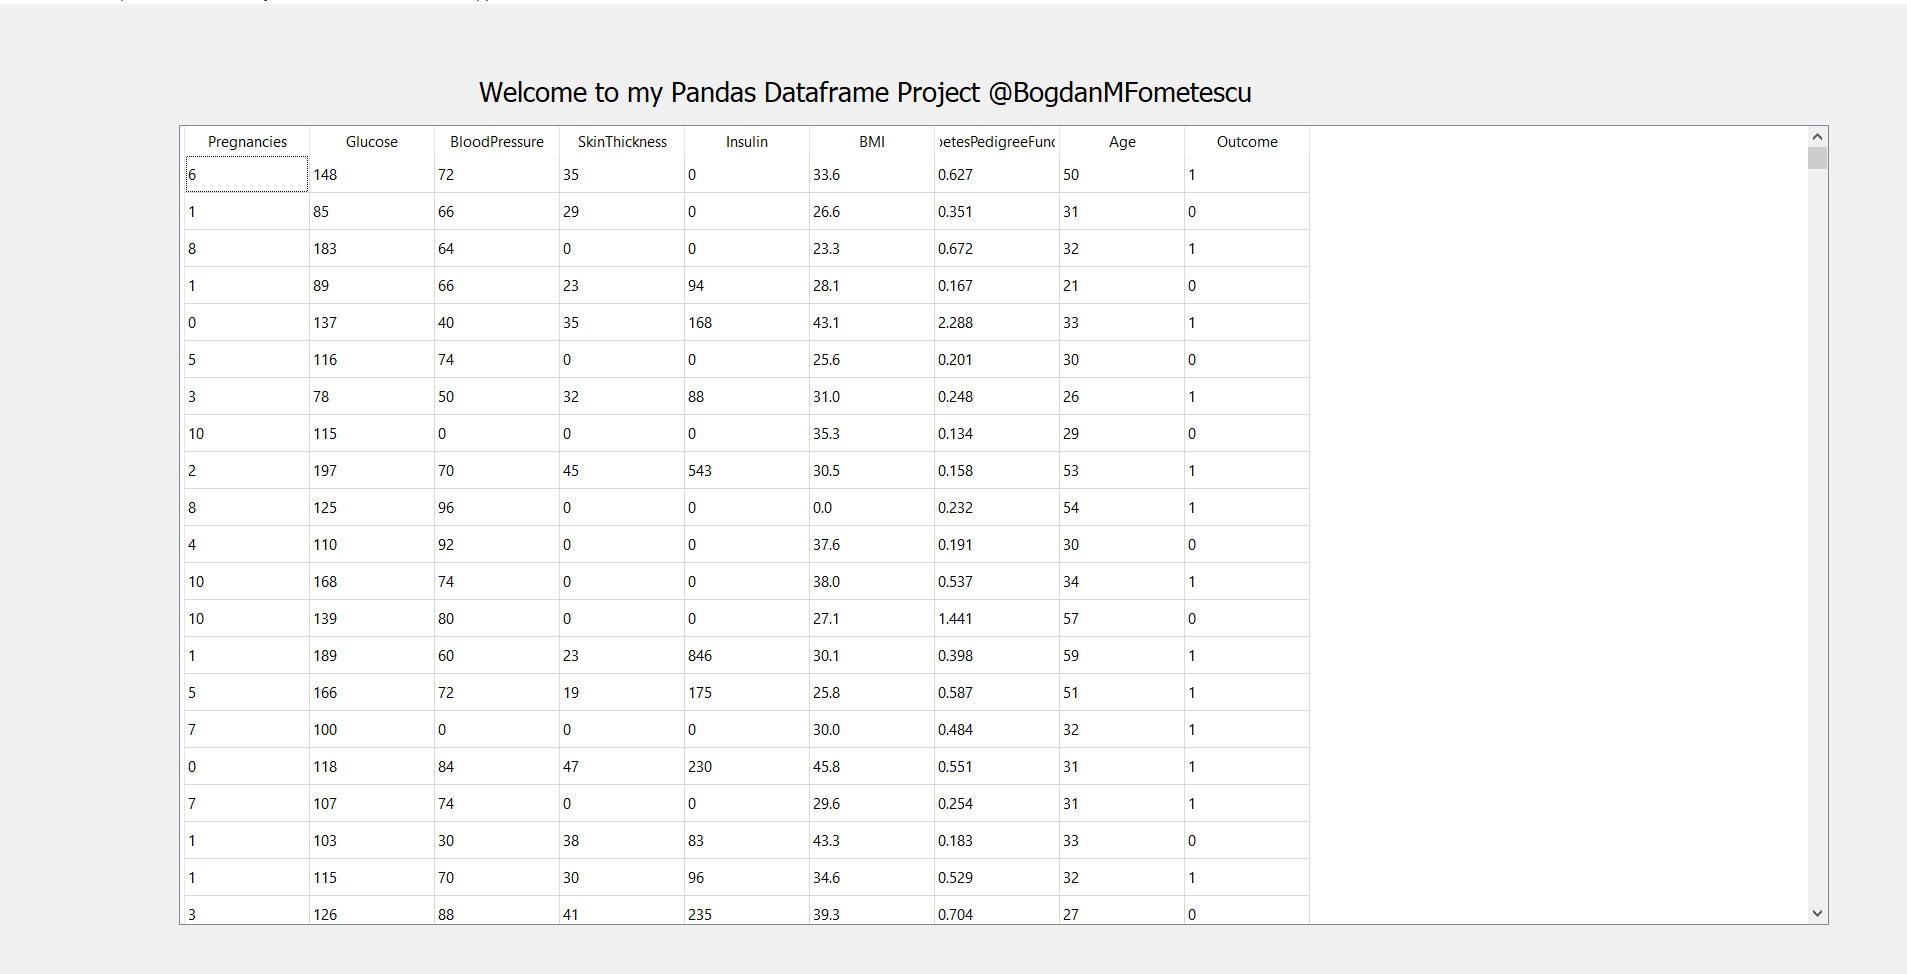 Welcome to my Pandas Dataframe Project @BogdanMFometescu
Pregnancies Glucose BloodPressure SkinThickness Insulin BMI etesPedigreeFunc Age Outcome
6 148 72 35 0 33.6 0.627 50 1
1 85 66 29 0 26.6 0.351 31 0
8 183 64 0 0 23.3 0.672 32 1
1 89 66 23 94 28.1 0.167 21 0
0 137 40 35 168 43.1 2.288 33 1
5 116 74 0 0 25.6 0.201 30 0
3 78 50 32 88 31.0 0.248 26 1
10 115 0 0 0 35.3 0.134 29 0
2 197 70 45 543 30.5 0.158 53 1
8 125 96 0 0 0.0 0.232 54 1
4 110 92 0 0 37.6 0.191 30 0
10 168 74 0 0 38.0 0.537 34 1
10 139 80 0 0 27.1 1.441 57 0
1 189 60 23 846 30.1 0.398 59 1
5 166 72 19 175 25.8 0.587 51 1
7 100 0 0 0 30.0 0.484 32 1
0 118 84 47 230 45.8 0.551 31 1
7 107 74 0 0 29.6 0.254 31 1
1 103 30 38 83 43.3 0.183 33 0
1 115 70 30 96 34.6 0.529 32 1
3 126 88 41 235 39.3 0.704 27 0